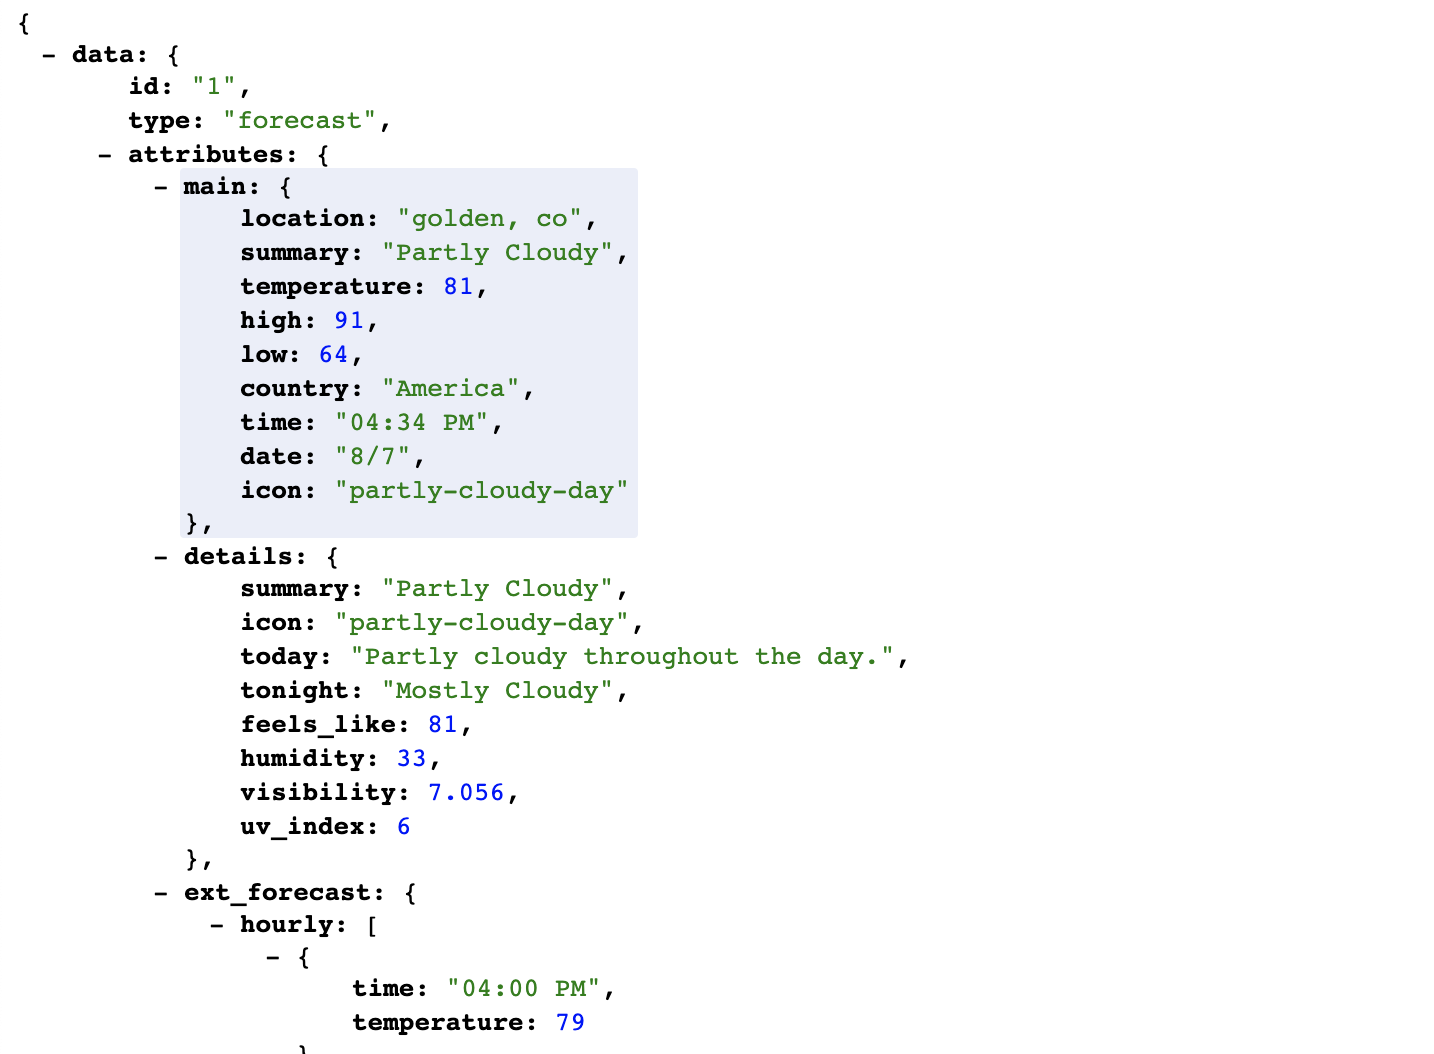 {
- data: {
id: "1",
type: "forecast",
- attributes: {
- main: {
location: "golden, co",
summary: "Partly Cloudy",
temperature: 81,
high: 91,
low: 64,
country: "America",
time: "04:34 PM",
date: "8/7",
icon: "partly-cloudy-day"
},
- details: {
summary: "Partly Cloudy",
icon: "partly-cloudy-day",
today: "Partly cloudy throughout the day.",
tonight: "Mostly Cloudy",
feels_like: 81,
humidity: 33,
visibility: 7.056,
uv_index: 6
},
- ext_forecast: {
- hourly: [
- {
time: "04:00 PM",
temperature: 79
}